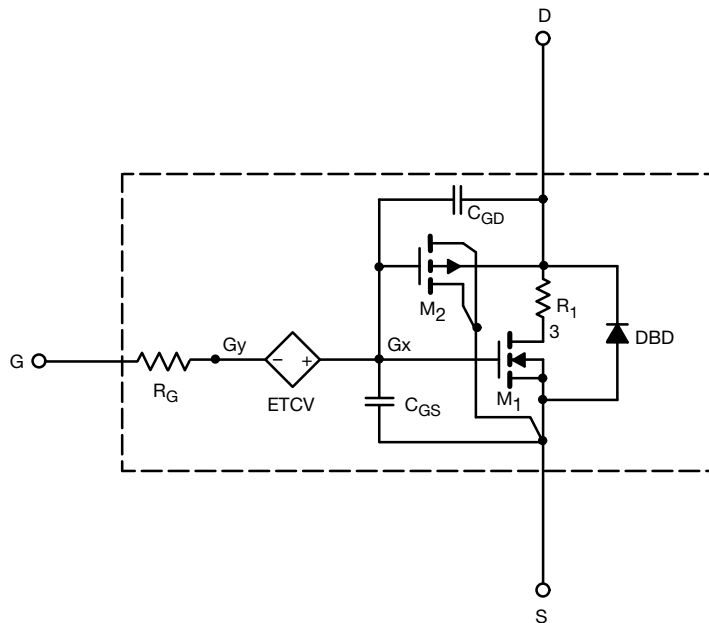 D
C_GD
M_2
R_1
3
DBD
G
R_G
Gy
− +
ETCV
Gx
M_1
C_GS
S